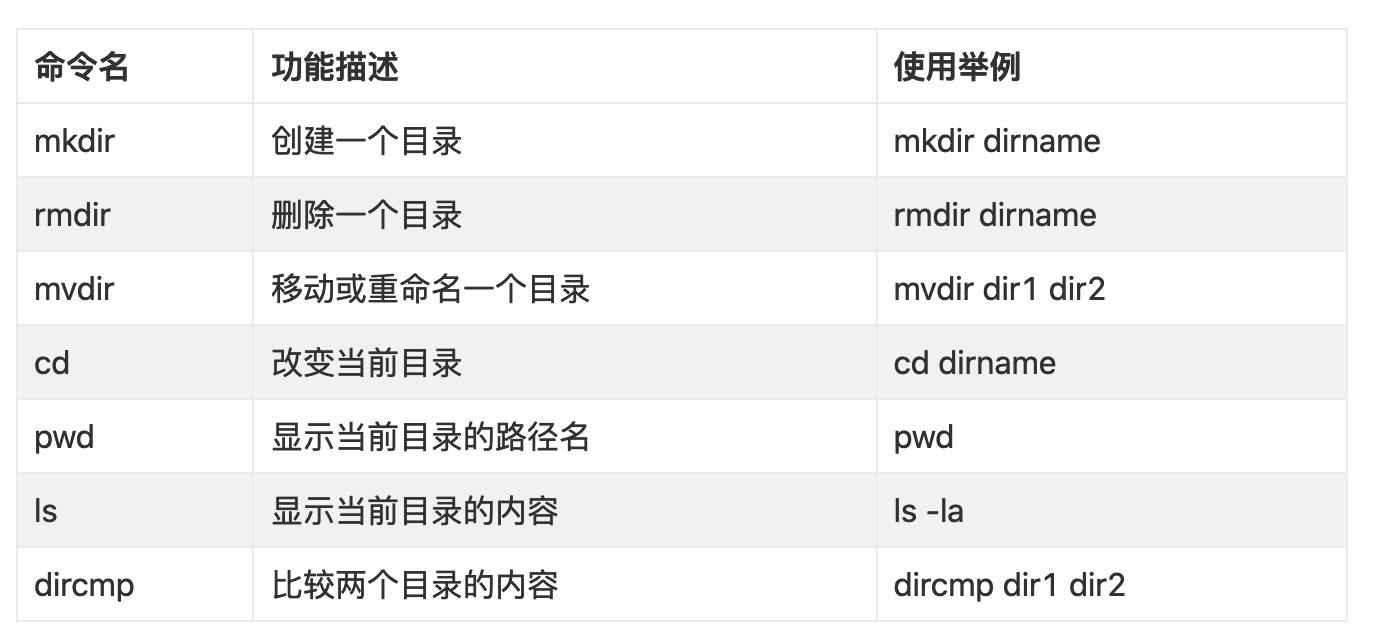 命令名 功能描述 使用举例
mkdir 创建一个目录 mkdir dirname
rmdir 删除一个目录 rmdir dirname
mvdir 移动或重命名一个目录 mvdir dir1 dir2
cd 改变当前目录 cd dirname
pwd 显示当前目录的路径名 pwd
ls 显示当前目录的内容 ls -la
dircmp 比较两个目录的内容 dircmp dir1 dir2